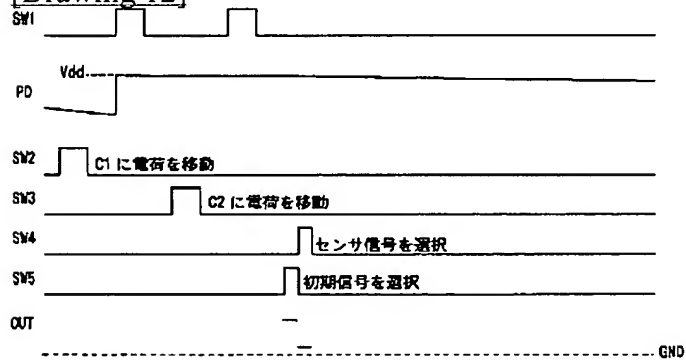 [Drawing 12]
SW1
Vdd
PD
SW2 C1 に電荷を移動
SW3 C2 に電荷を移動
SW4 センサ信号を選択
SW5 初期信号を選択
OUT
GND